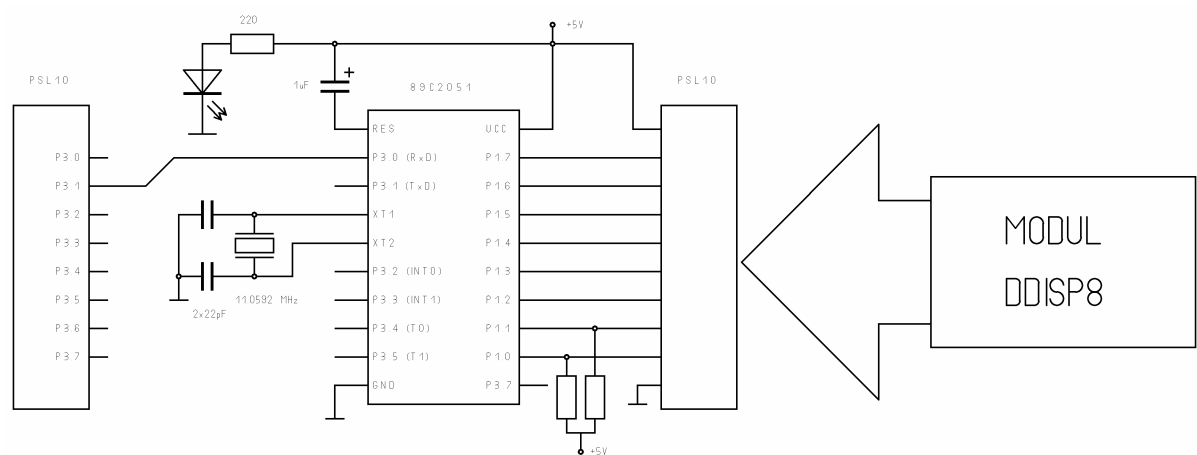 220
+5V
PSL10
1uF
+
89C2051
PSL10
RES
VCC
P3.0
P3.0 (RxD)
P1.7
P3.1
P3.1 (TxD)
P1.6
P3.2
XT1
P1.5
P3.3
XT2
P1.4
P3.4
P3.2 (INT0)
P1.3
P3.5
P3.3 (INT1)
P1.2
P3.6
P3.4 (T0)
P1.1
P3.7
P3.5 (T1)
P1.0
GND
P3.7
11.0592 MHz
2x22pF
+5V
MODUL
DDISP8